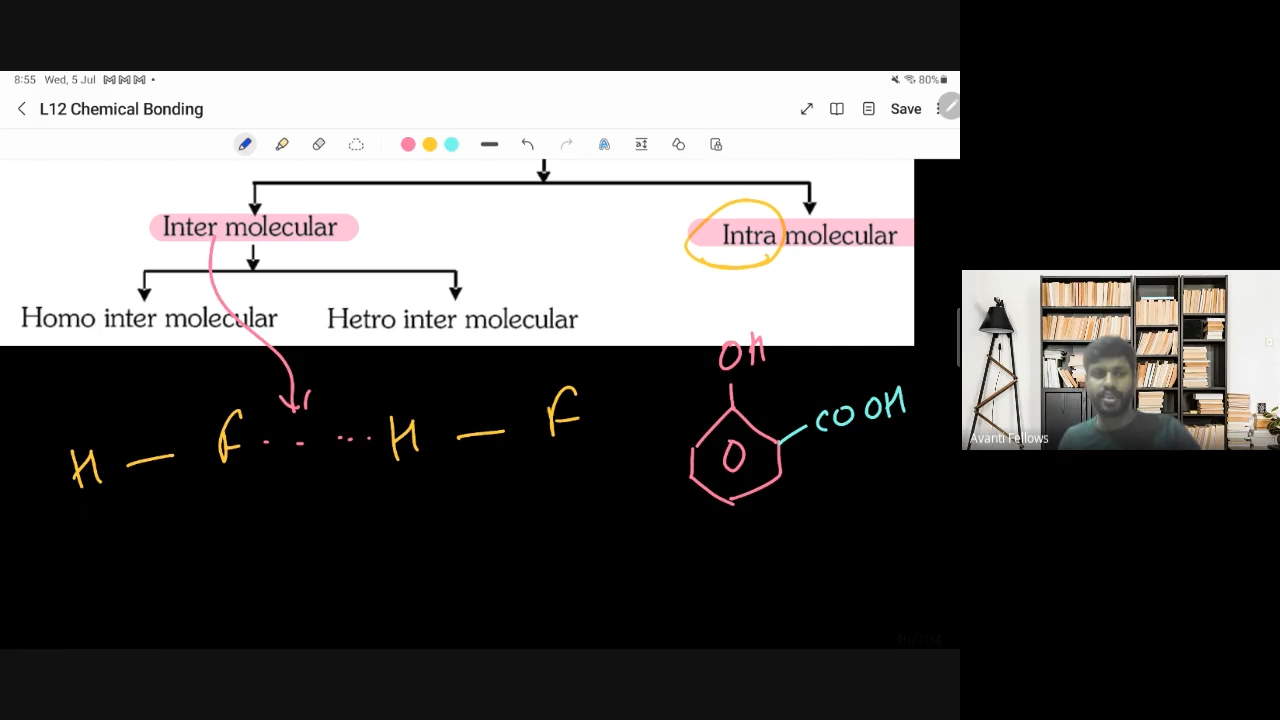 8:55 Wed, 5 Jul
80%
L12 Chemical Bonding
Save
Inter molecular
Intra molecular
Homo inter molecular
Hetro inter molecular
OH
H — F ...... H — F
COOH
Avanti Fellows